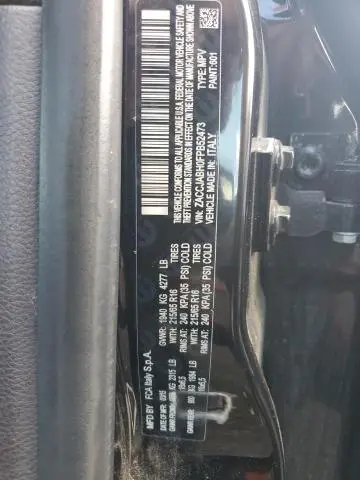 MFD BY FCA Italy S.p.A.
GVWR: 1940 KG 4277 LB
WITH: 215/65 R16 TIRES
RIMS AT: 240 KPA (35 PSI) COLD
WITH: 215/65 R16 TIRES
RIMS AT: 240 KPA (35 PSI) COLD
THIS VEHICLE CONFORMS TO ALL APPLICABLE U.S.A. FEDERAL MOTOR VEHICLE SAFETY AND
STANDARDS IN EFFECT ON THE DATE OF MANUFACTURE SHOWN ABOVE
VIN: ZACCJABH0FPB52473 TYPE: MPV
VEHICLE MADE IN: ITALY PAINT: 601